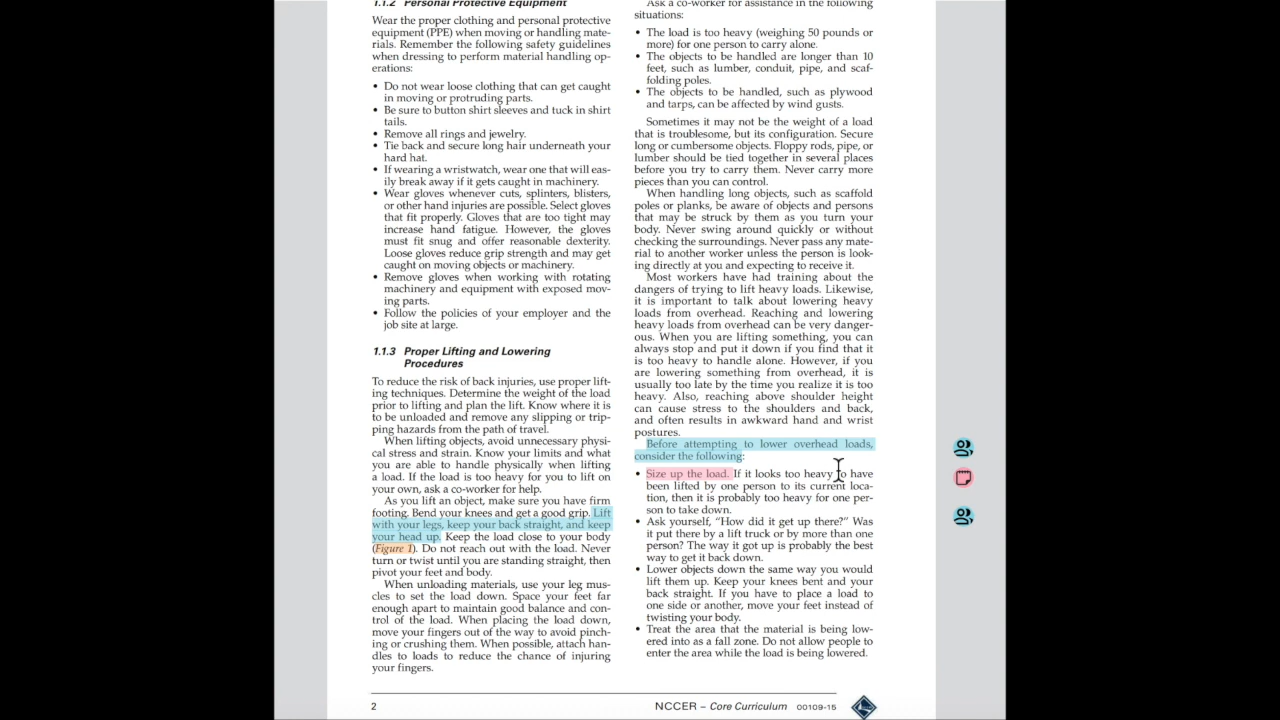 1.1.2 Personal Protective Equipment
Wear the proper clothing and personal protective
equipment (PPE) when moving or handling mate-
rials. Remember the following safety guidelines
when dressing to perform material handling op-
erations:
• Do not wear loose clothing that can get caught
in moving or protruding parts.
• Be sure to button shirt sleeves and tuck in shirt
tails.
• Remove all rings and jewelry.
• Tie back and secure long hair underneath your
hard hat.
• If wearing a wristwatch, wear one that will eas-
ily break away if it gets caught in machinery.
• Wear gloves whenever cuts, splinters, blisters,
or other hand injuries are possible. Select gloves
that fit properly. Gloves that are too tight may
increase hand fatigue. However, the gloves
must fit snug and offer reasonable dexterity.
Loose gloves reduce grip strength and may get
caught on moving objects or machinery.
• Remove gloves when working with rotating
machinery and equipment with exposed mov-
ing parts.
• Follow the policies of your employer and the
job site at large.
1.1.3 Proper Lifting and Lowering
Procedures
To reduce the risk of back injuries, use proper lift-
ing techniques. Determine the weight of the load
prior to lifting and plan the lift. Know where it is
to be unloaded and remove any slipping or trip-
ping hazards from the path of travel.
When lifting objects, avoid unnecessary physi-
cal stress and strain. Know your limits and what
you are able to handle physically when lifting
a load. If the load is too heavy for you to lift on
your own, ask a co-worker for help.
As you lift an object, make sure you have firm
footing. Bend your knees and get a good grip. Lift
with your legs, keep your back straight, and keep
your head up. Keep the load close to your body
(Figure 1). Do not reach out with the load. Never
turn or twist until you are standing straight, then
pivot your feet and body.
When unloading materials, use your leg mus-
cles to set the load down. Space your feet far
enough apart to maintain good balance and con-
trol of the load. When placing the load down,
move your fingers out of the way to avoid pinch-
ing or crushing them. When possible, attach han-
dles to loads to reduce the chance of injuring
your fingers.
Ask a co-worker for assistance in the following
situations:
• The load is too heavy (weighing 50 pounds or
more) for one person to carry alone.
• The objects to be handled are longer than 10
feet, such as lumber, conduit, pipe, and scaf-
folding poles.
• The objects to be handled, such as plywood
and tarps, can be affected by wind gusts.
Sometimes it may not be the weight of a load
that is troublesome, but its configuration. Secure
long or cumbersome objects. Floppy rods, pipe, or
lumber should be tied together in several places
before you try to carry them. Never carry more
pieces than you can control.
When handling long objects, such as scaffold
poles or planks, be aware of objects and persons
that may be struck by them as you turn your
body. Never swing around quickly or without
checking the surroundings. Never pass any mate-
rial to another worker unless the person is look-
ing directly at you and expecting to receive it.
Most workers have had training about the
dangers of trying to lift heavy loads. Likewise,
it is important to talk about lowering heavy
loads from overhead. Reaching and lowering
heavy loads from overhead can be very danger-
ous. When you are lifting something, you can
always stop and put it down if you find that it
is too heavy to handle alone. However, if you
are lowering something from overhead, it is
usually too late by the time you realize it is too
heavy. Also, reaching above shoulder height
can cause stress to the shoulders and back,
and often results in awkward hand and wrist
postures.
Before attempting to lower overhead loads,
consider the following:
• Size up the load. If it looks too heavy to have
been lifted by one person to its current loca-
tion, then it is probably too heavy for one per-
son to take down.
• Ask yourself, “How did it get up there?” Was
it put there by a lift truck or by more than one
person? The way it got up is probably the best
way to get it back down.
• Lower objects down the same way you would
lift them up. Keep your knees bent and your
back straight. If you have to place a load to
one side or another, move your feet instead of
twisting your body.
• Treat the area that the material is being low-
ered into as a fall zone. Do not allow people to
enter the area while the load is being lowered.
2
NCCER – Core Curriculum 00109-15